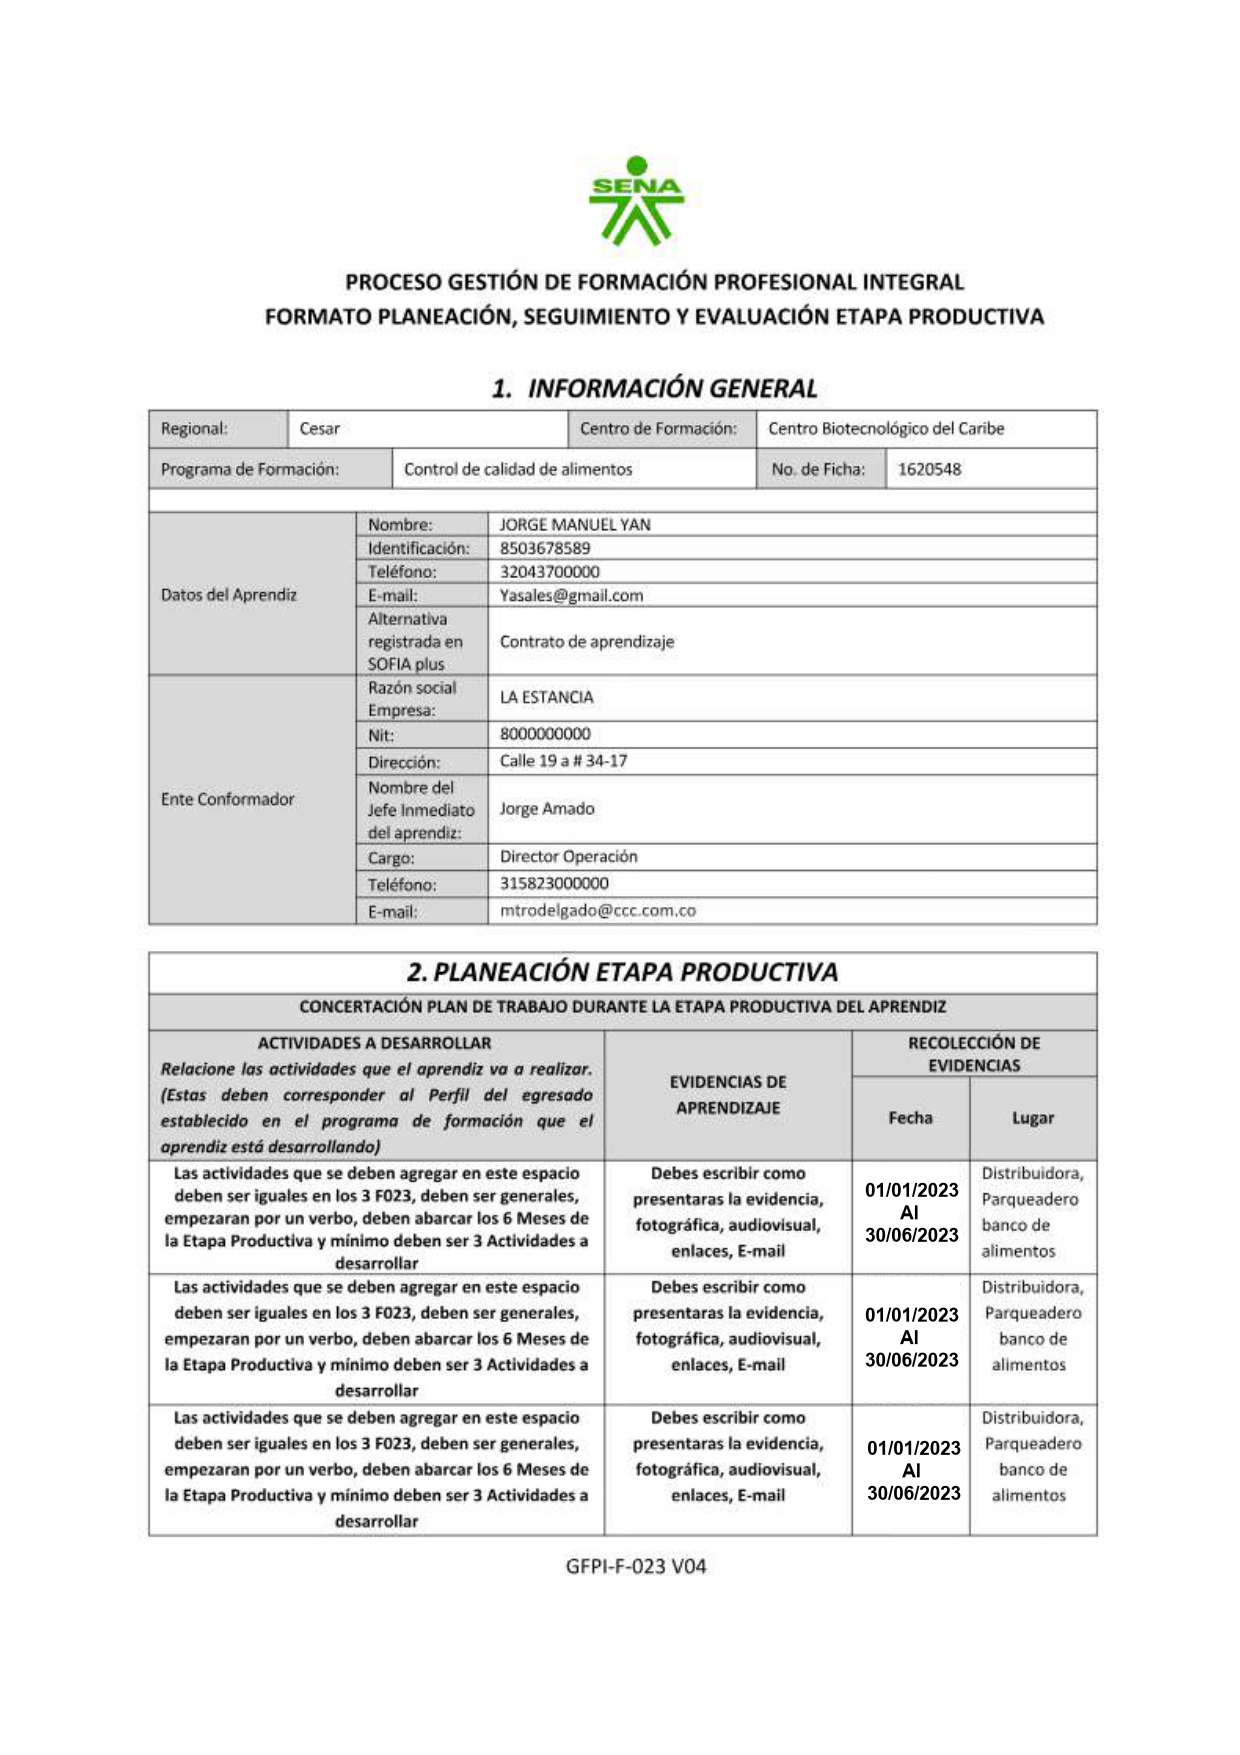 SENA
PROCESO GESTIÓN DE FORMACIÓN PROFESIONAL INTEGRAL
FORMATO PLANEACIÓN, SEGUIMIENTO Y EVALUACIÓN ETAPA PRODUCTIVA
1. INFORMACIÓN GENERAL
Regional: Cesar Centro de Formación: Centro Biotecnológico del Caribe
Programa de Formación: Control de calidad de alimentos No. de Ficha: 1620548
Datos del Aprendiz
Nombre: JORGE MANUEL YAN
Identificación: 8503678589
Teléfono: 32043700000
E-mail: Yasales@gmail.com
Alternativa
registrada en
SOFIA plus
Contrato de aprendizaje
Ente Conformador
Razón social
Empresa:
LA ESTANCIA
Nit: 8000000000
Dirección: Calle 19 a # 34-17
Nombre del
Jefe Inmediato
del aprendiz:
Jorge Amado
Cargo: Director Operación
Teléfono: 315823000000
E-mail: mtrodelgado@ccc.com.co
2. PLANEACIÓN ETAPA PRODUCTIVA
CONCERTACIÓN PLAN DE TRABAJO DURANTE LA ETAPA PRODUCTIVA DEL APRENDIZ
ACTIVIDADES A DESARROLLAR
Relacione las actividades que el aprendiz va a realizar.
(Estas deben corresponder al Perfil del egresado
establecido en el programa de formación que el
aprendiz está desarrollando)
EVIDENCIAS DE
APRENDIZAJE
RECOLECCIÓN DE
EVIDENCIAS
Fecha
Lugar
Las actividades que se deben agregar en este espacio
deben ser iguales en los 3 F023, deben ser generales,
empezaran por un verbo, deben abarcar los 6 Meses de
la Etapa Productiva y mínimo deben ser 3 Actividades a
desarrollar
Debes escribir como
presentaras la evidencia,
fotográfica, audiovisual,
enlaces, E-mail
01/01/2023
Al
30/06/2023
Distribuidora,
Parqueadero
banco de
alimentos
Las actividades que se deben agregar en este espacio
deben ser iguales en los 3 F023, deben ser generales,
empezaran por un verbo, deben abarcar los 6 Meses de
la Etapa Productiva y mínimo deben ser 3 Actividades a
desarrollar
Debes escribir como
presentaras la evidencia,
fotográfica, audiovisual,
enlaces, E-mail
01/01/2023
Al
30/06/2023
Distribuidora,
Parqueadero
banco de
alimentos
Las actividades que se deben agregar en este espacio
deben ser iguales en los 3 F023, deben ser generales,
empezaran por un verbo, deben abarcar los 6 Meses de
la Etapa Productiva y mínimo deben ser 3 Actividades a
desarrollar
Debes escribir como
presentaras la evidencia,
fotográfica, audiovisual,
enlaces, E-mail
01/01/2023
Al
30/06/2023
Distribuidora,
Parqueadero
banco de
alimentos
GFPI-F-023 V04